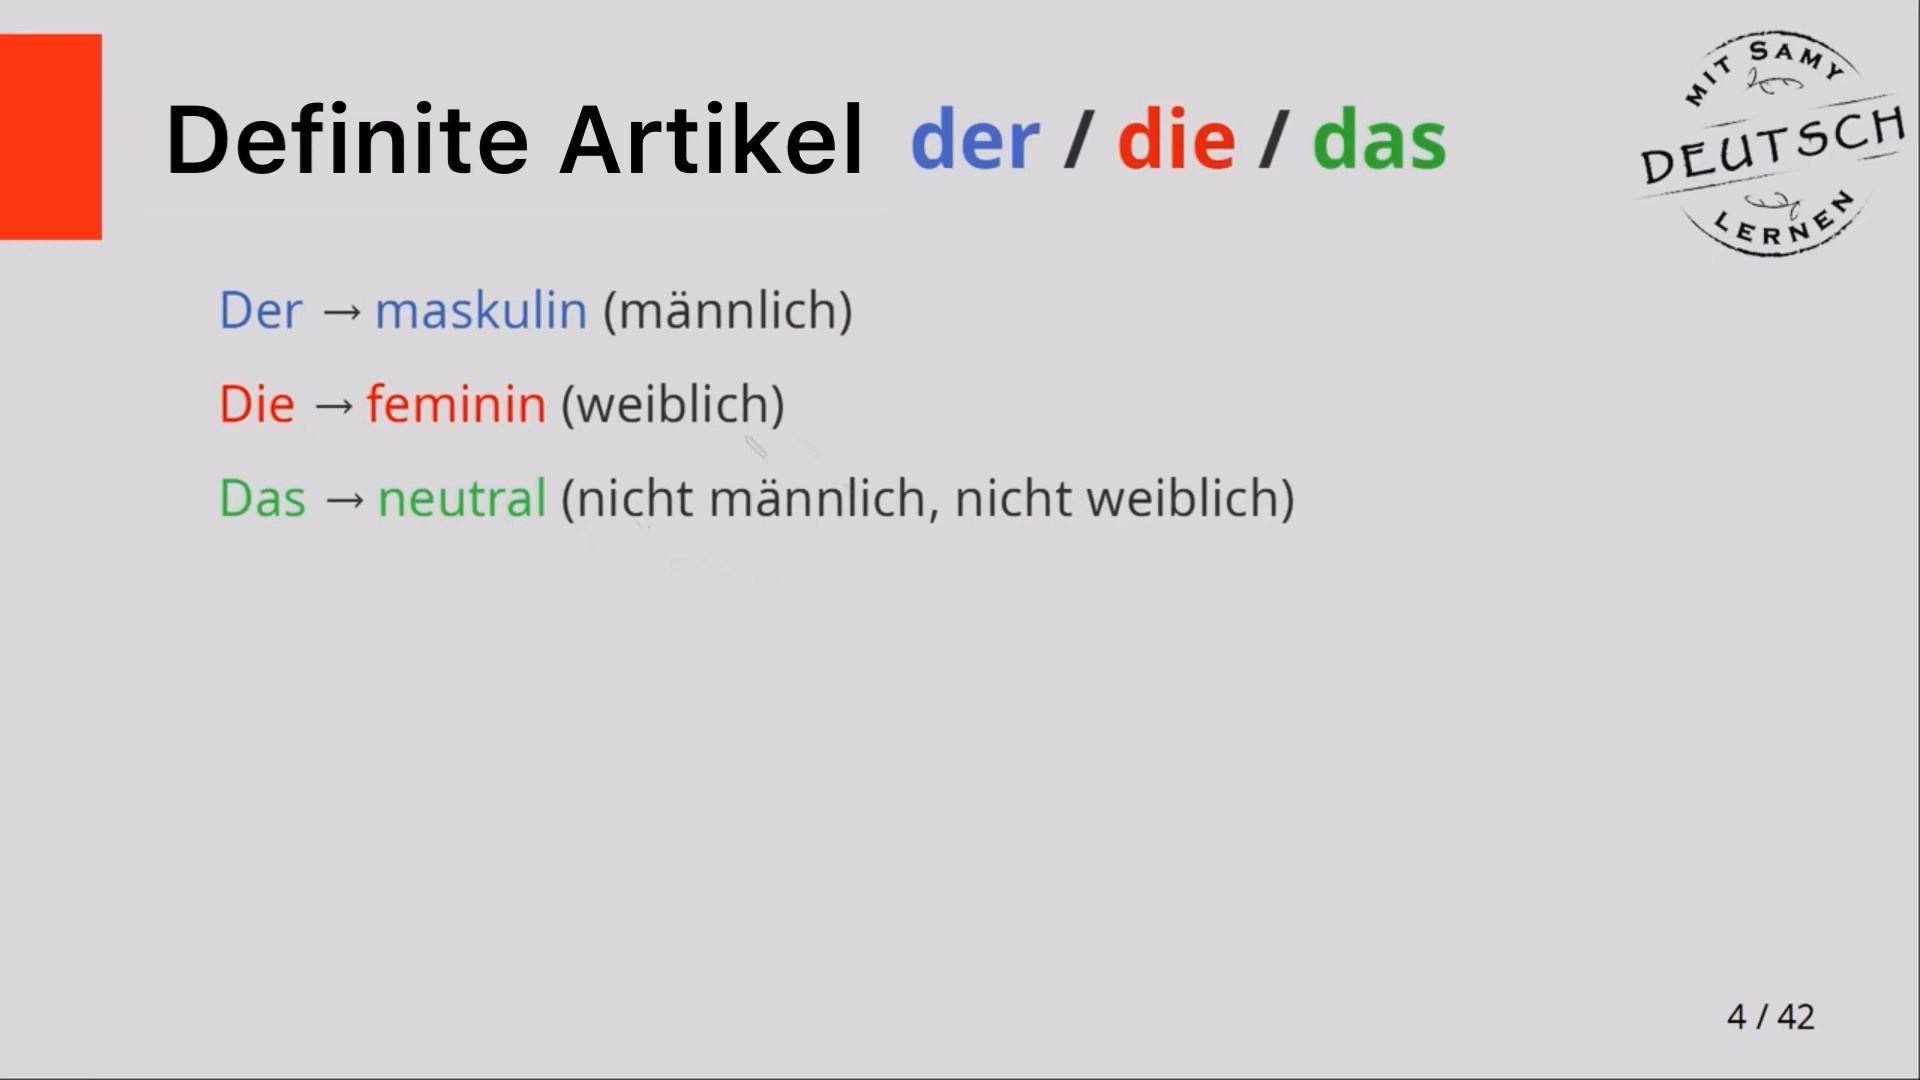 Definite Artikel der / die / das
MIT SAMY
DEUTSCH
LERNEN
Der → maskulin (männlich)
Die → feminin (weiblich)
Das → neutral (nicht männlich, nicht weiblich)
4 / 42